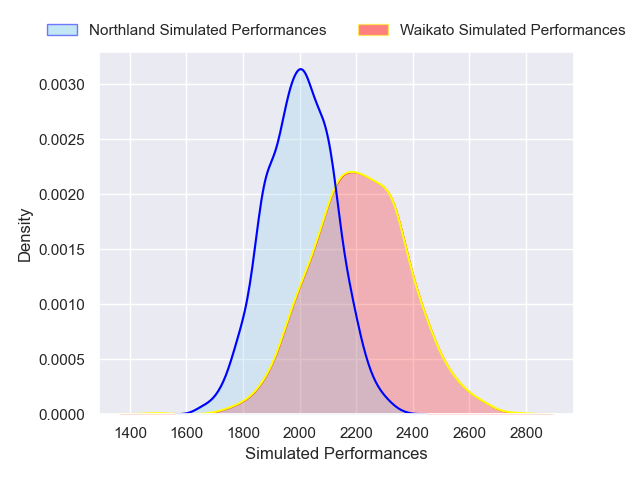 Northland Simulated Performances
Waikato Simulated Performances
0.0030
0.0025
0.0020
0.0015
0.0010
0.0005
0.0000
Density
1400 1600 1800 2000 2200 2400 2600 2800
Simulated Performances